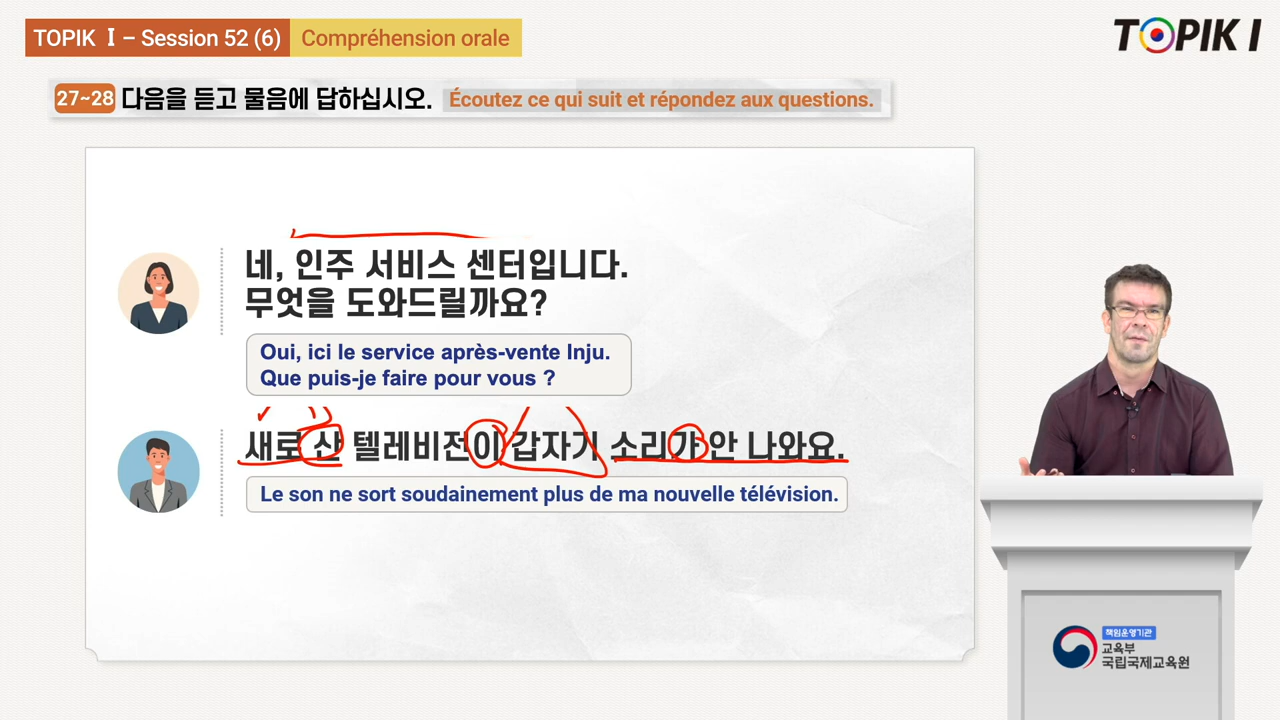 TOPIK Ⅰ – Session 52 (6) Compréhension orale
TOPIK I
27~28 다음을 듣고 물음에 답하십시오. Écoutez ce qui suit et répondez aux questions.
네, 인주 서비스 센터입니다.
무엇을 도와드릴까요?
Oui, ici le service après-vente Inju.
Que puis-je faire pour vous ?
새로 산 텔레비전이 갑자기 소리가 안 나와요.
Le son ne sort soudainement plus de ma nouvelle télévision.
책임운영기관
교육부
국립국제교육원